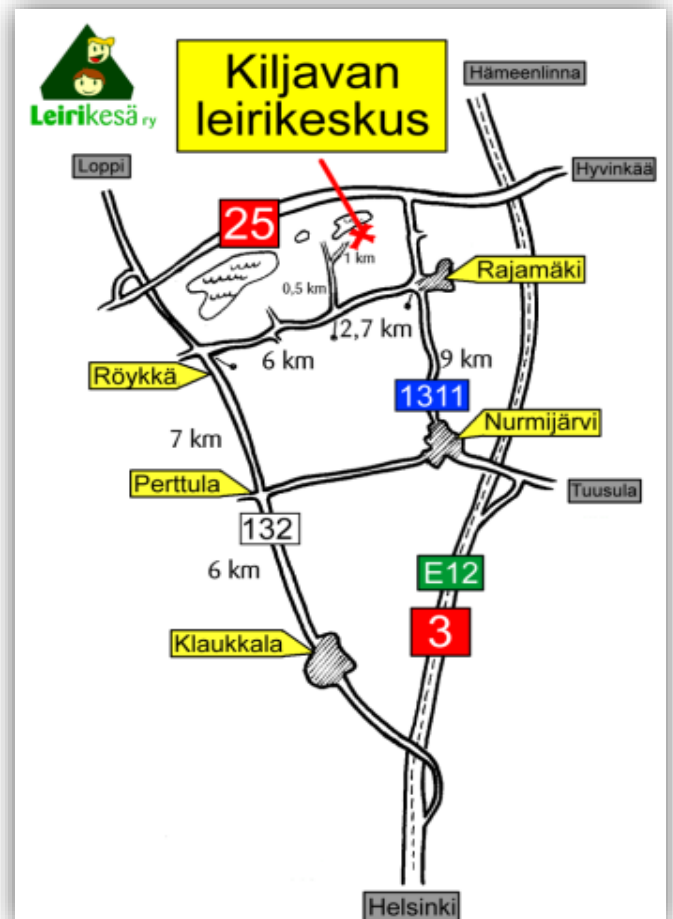 Leirikesä ry
Kiljavan
leirikeskus
Hämeenlinna
Loppi
Hyvinkää
25
1 km
Rajamäki
0,5 km
2,7 km
6 km
9 km
Röykkä
1311
Nurmijärvi
7 km
Perttula
Tuusula
132
6 km
E12
3
Klaukkala
Helsinki